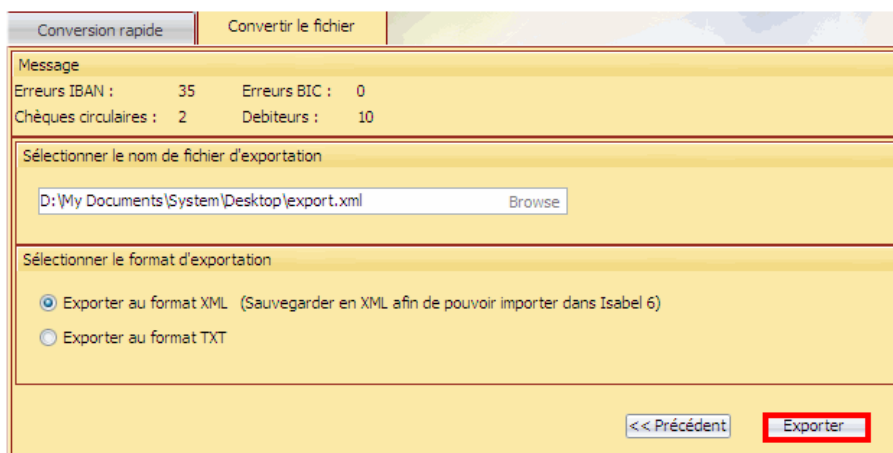 Conversion rapide Convertir le fichier
Message
Erreurs IBAN : 35 Erreurs BIC : 0
Chèques circulaires : 2 Debiteurs : 10
Sélectionner le nom de fichier d'exportation
D:\My Documents\System\Desktop\export.xml Browse
Sélectionner le format d'exportation
Exporter au format XML (Sauvegarder en XML afin de pouvoir importer dans Isabel 6)
Exporter au format TXT
<< Précédent Exporter